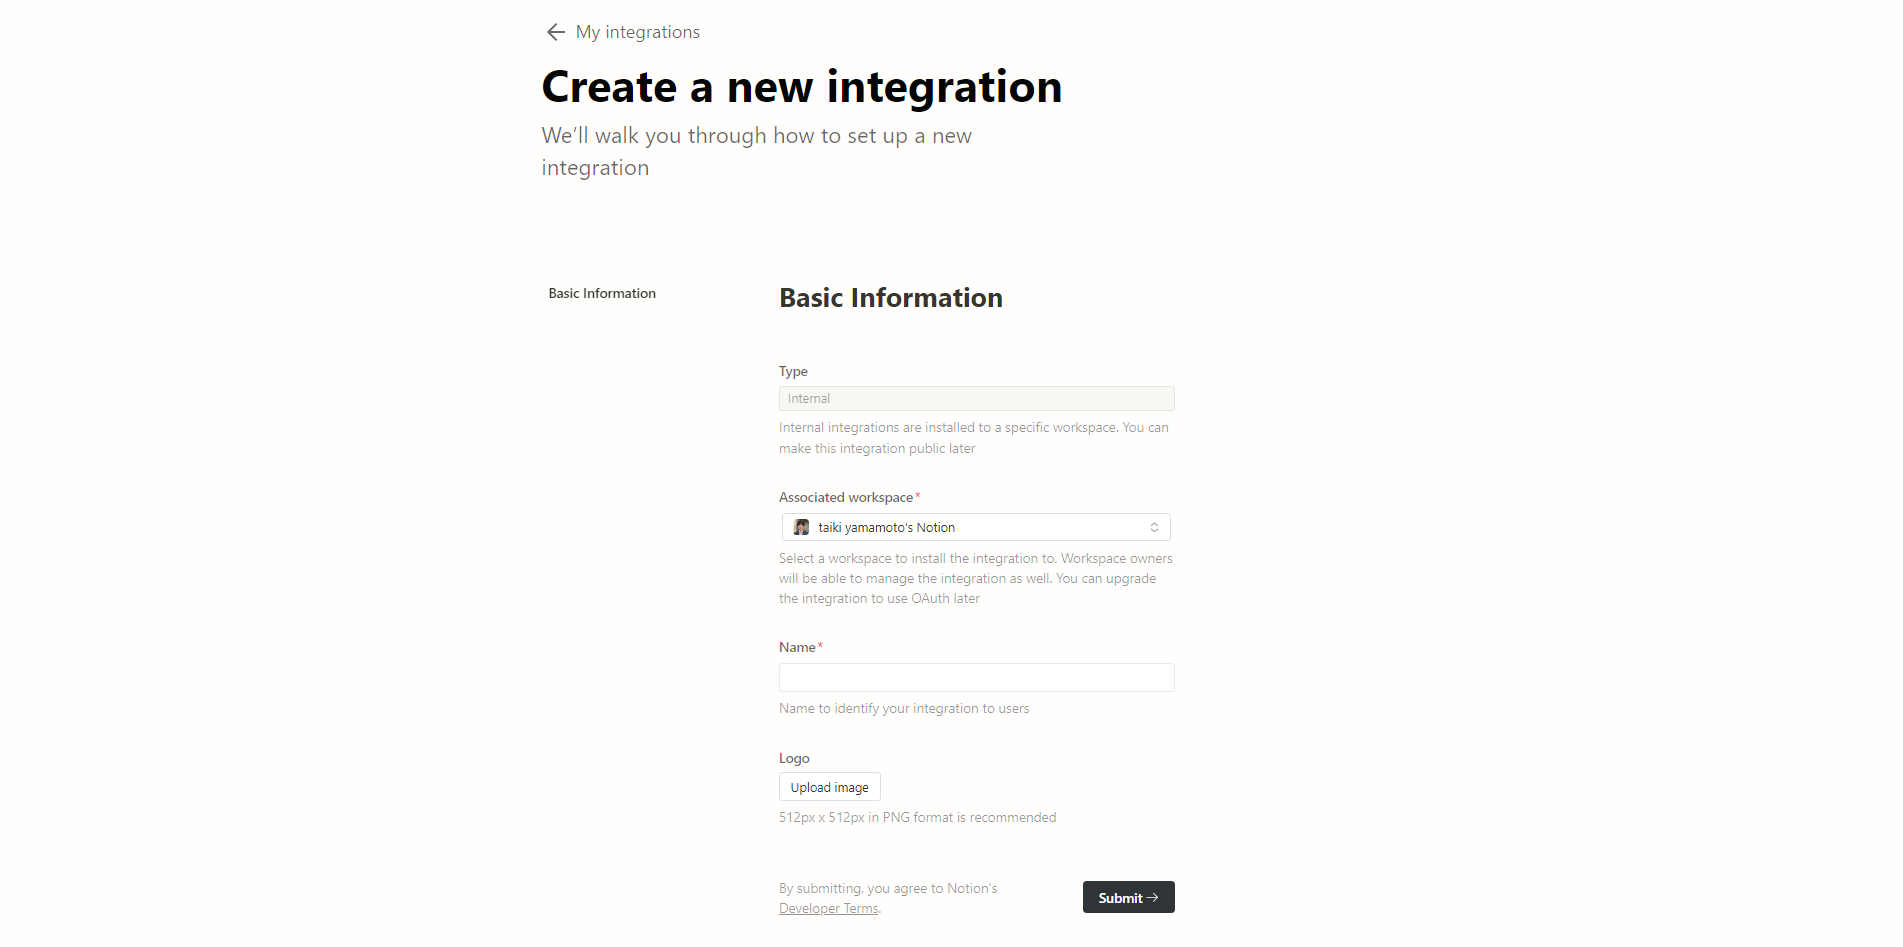 My integrations
Create a new integration
We’ll walk you through how to set up a new
integration
Basic Information
Basic Information
Type
Internal
Internal integrations are installed to a specific workspace. You can
make this integration public later
Associated workspace*
taiki yamamoto's Notion
Select a workspace to install the integration to. Workspace owners
will be able to manage the integration as well. You can upgrade
the integration to use OAuth later
Name*
Name to identify your integration to users
Logo
Upload image
512px x 512px in PNG format is recommended
By submitting, you agree to Notion's
Developer Terms.
Submit →